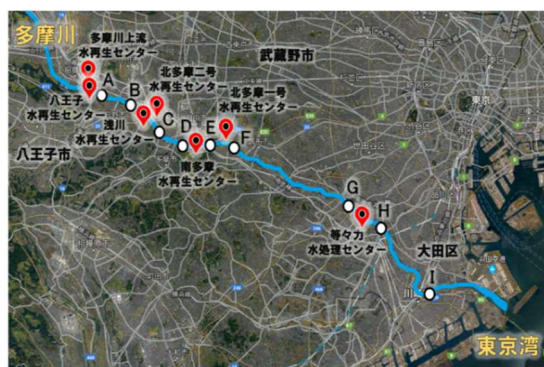 多摩川
多摩川上流
水再生センター
北多摩二号
水再生センター
北多摩一号
水再生センター
武蔵野市
東京
八王子
水再生センター
A
B
浅川
水再生センター
C
D
E
F
八王子市
南多摩
水再生センター
G
H
等々力
水処理センター
大田区
I
東京湾